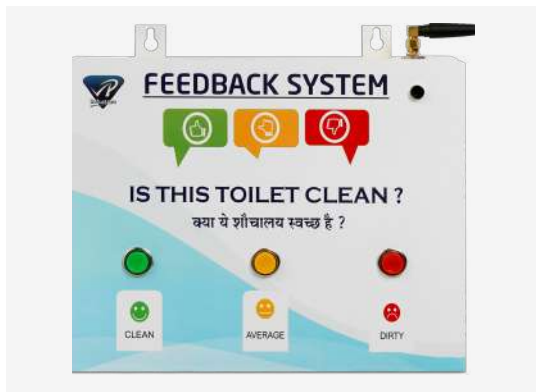 FEEDBACK SYSTEM
IS THIS TOILET CLEAN ?
क्या ये शौचालय स्वच्छ है ?
CLEAN
AVERAGE
DIRTY